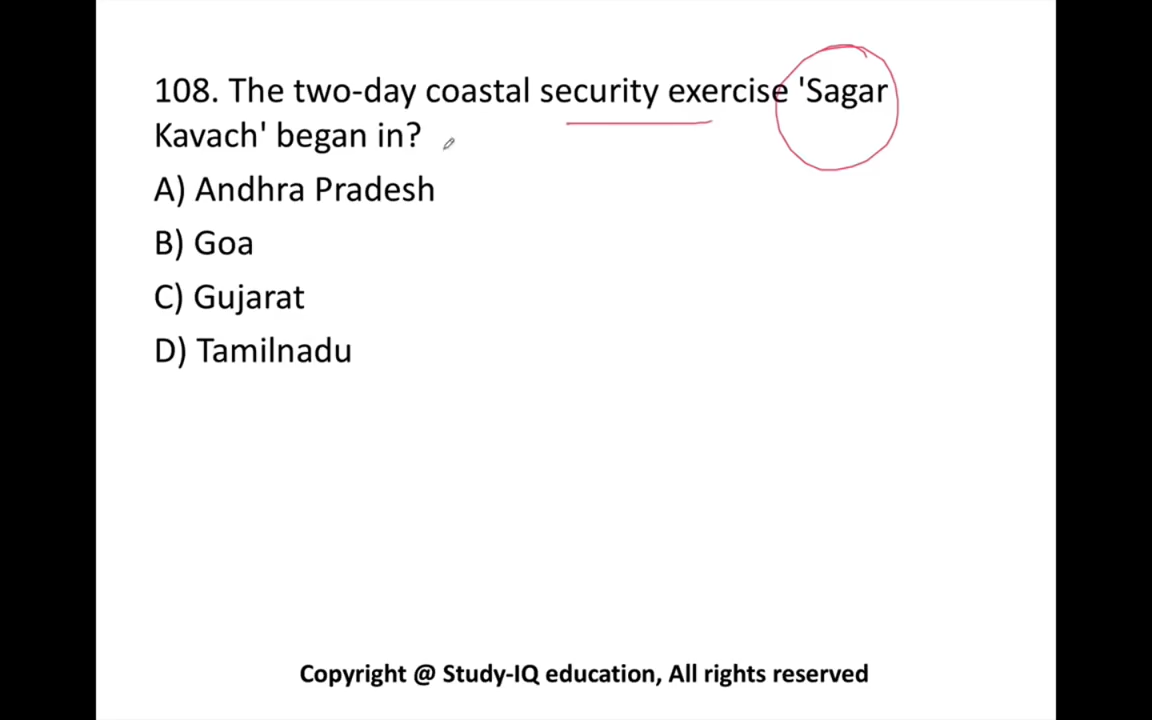 108. The two-day coastal security exercise 'Sagar
Kavach' began in?
A) Andhra Pradesh
B) Goa
C) Gujarat
D) Tamilnadu
Copyright @ Study-IQ education, All rights reserved